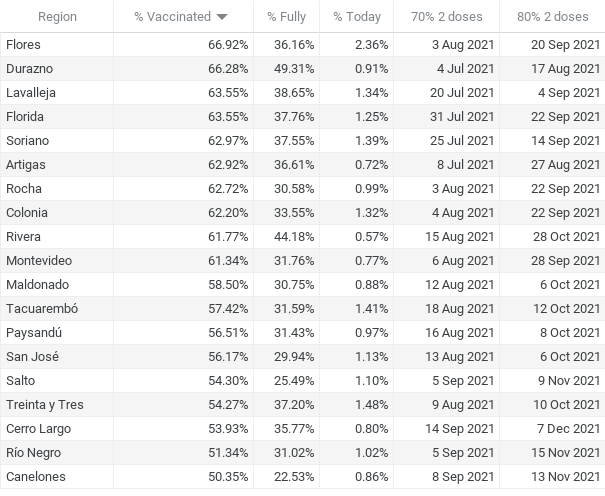 Region % Vaccinated % Fully % Today 70% 2 doses 80% 2 doses
Flores 66.92% 36.16% 2.36% 3 Aug 2021 20 Sep 2021
Durazno 66.28% 49.31% 0.91% 4 Jul 2021 17 Aug 2021
Lavalleja 63.55% 38.65% 1.34% 20 Jul 2021 4 Sep 2021
Florida 63.55% 37.76% 1.25% 31 Jul 2021 22 Sep 2021
Soriano 62.97% 37.55% 1.39% 25 Jul 2021 14 Sep 2021
Artigas 62.92% 36.61% 0.72% 8 Jul 2021 27 Aug 2021
Rocha 62.72% 30.58% 0.99% 3 Aug 2021 22 Sep 2021
Colonia 62.20% 33.55% 1.32% 4 Aug 2021 22 Sep 2021
Rivera 61.77% 44.18% 0.57% 15 Aug 2021 28 Oct 2021
Montevideo 61.34% 31.76% 0.77% 6 Aug 2021 28 Sep 2021
Maldonado 58.50% 30.75% 0.88% 12 Aug 2021 6 Oct 2021
Tacuarembó 57.42% 31.59% 1.41% 18 Aug 2021 12 Oct 2021
Paysandú 56.51% 31.43% 0.97% 16 Aug 2021 8 Oct 2021
San José 56.17% 29.94% 1.13% 13 Aug 2021 6 Oct 2021
Salto 54.30% 25.49% 1.10% 5 Sep 2021 9 Nov 2021
Treinta y Tres 54.27% 37.20% 1.48% 9 Aug 2021 10 Oct 2021
Cerro Largo 53.93% 35.77% 0.80% 14 Sep 2021 7 Dec 2021
Río Negro 51.34% 31.02% 1.02% 5 Sep 2021 15 Nov 2021
Canelones 50.35% 22.53% 0.86% 8 Sep 2021 13 Nov 2021